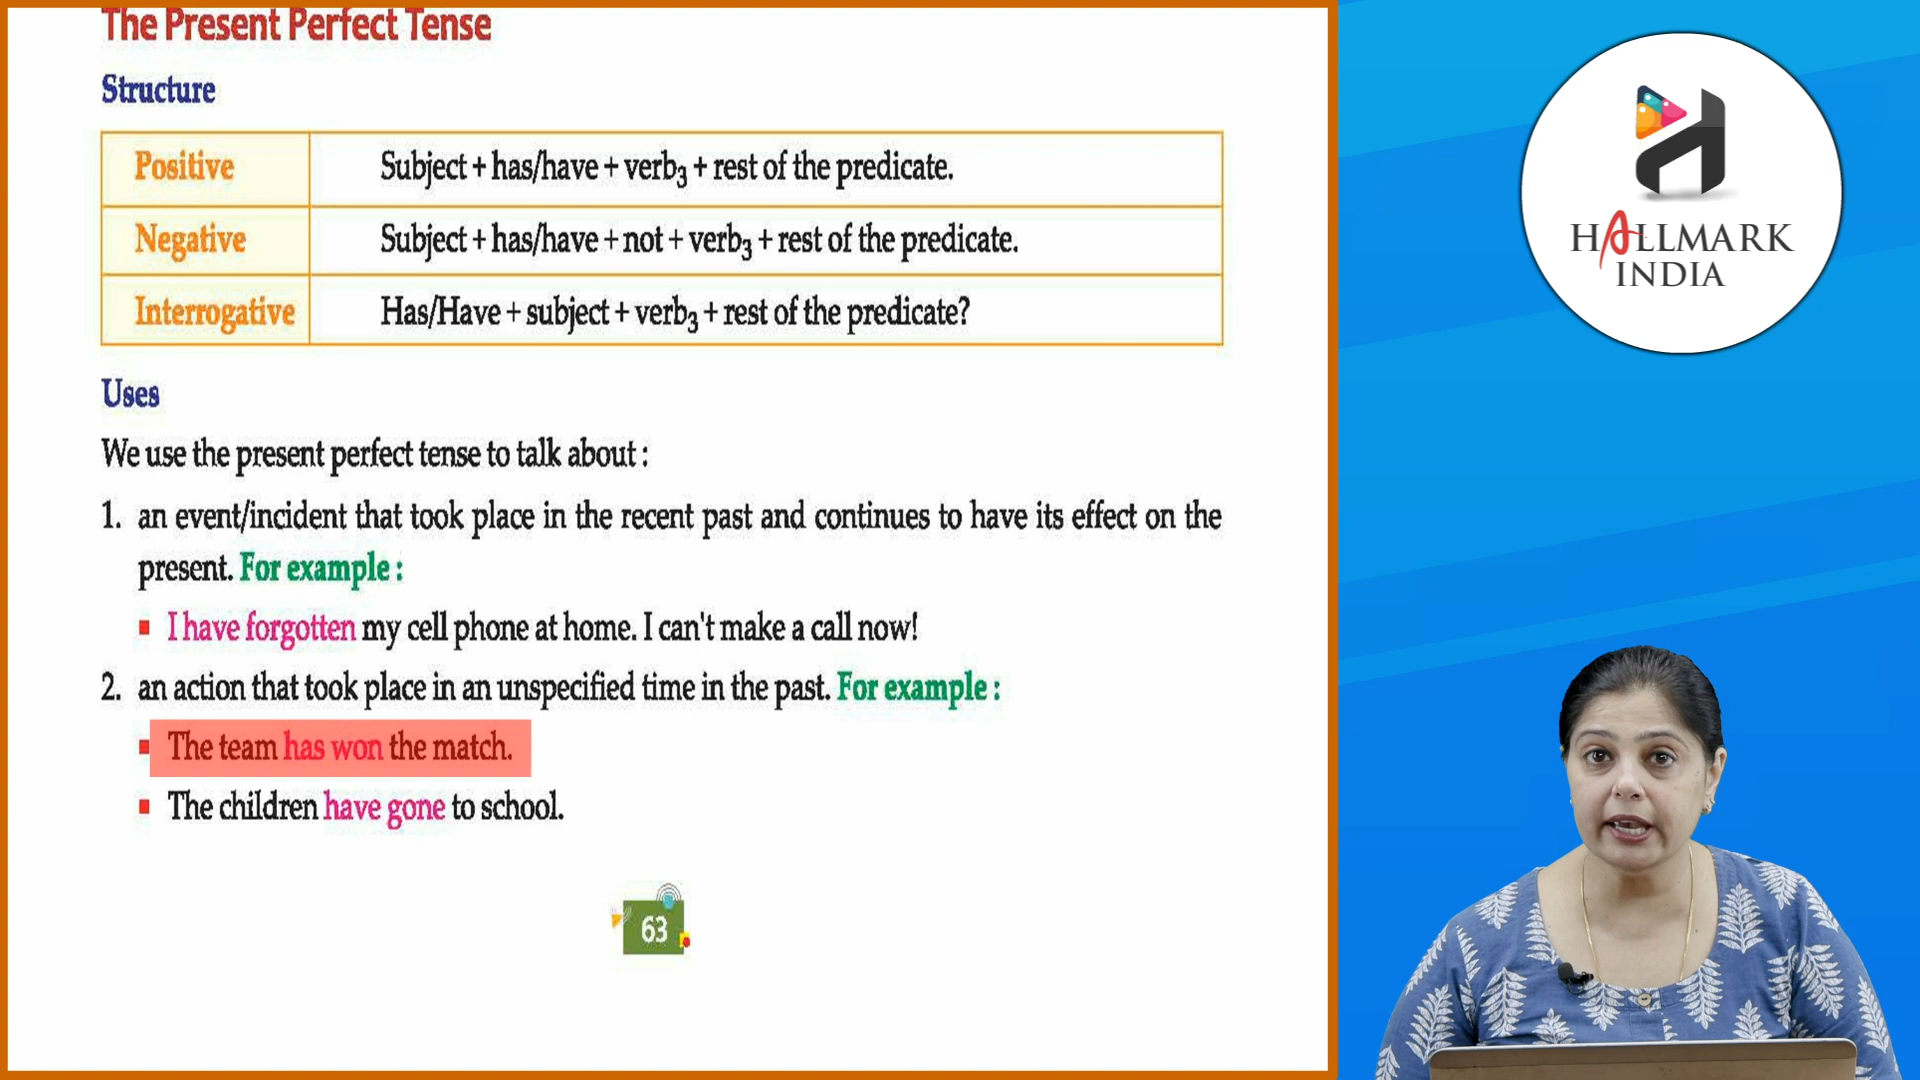 The Present Perfect Tense
Structure
Positive Subject + has/have + verb₃ + rest of the predicate.
Negative Subject + has/have + not + verb₃ + rest of the predicate.
Interrogative Has/Have + subject + verb₃ + rest of the predicate?
Uses
We use the present perfect tense to talk about :
1. an event/incident that took place in the recent past and continues to have its effect on the
present. For example :
▪ I have forgotten my cell phone at home. I can't make a call now!
2. an action that took place in an unspecified time in the past. For example :
▪ The team has won the match.
▪ The children have gone to school.
63
HALLMARK
INDIA